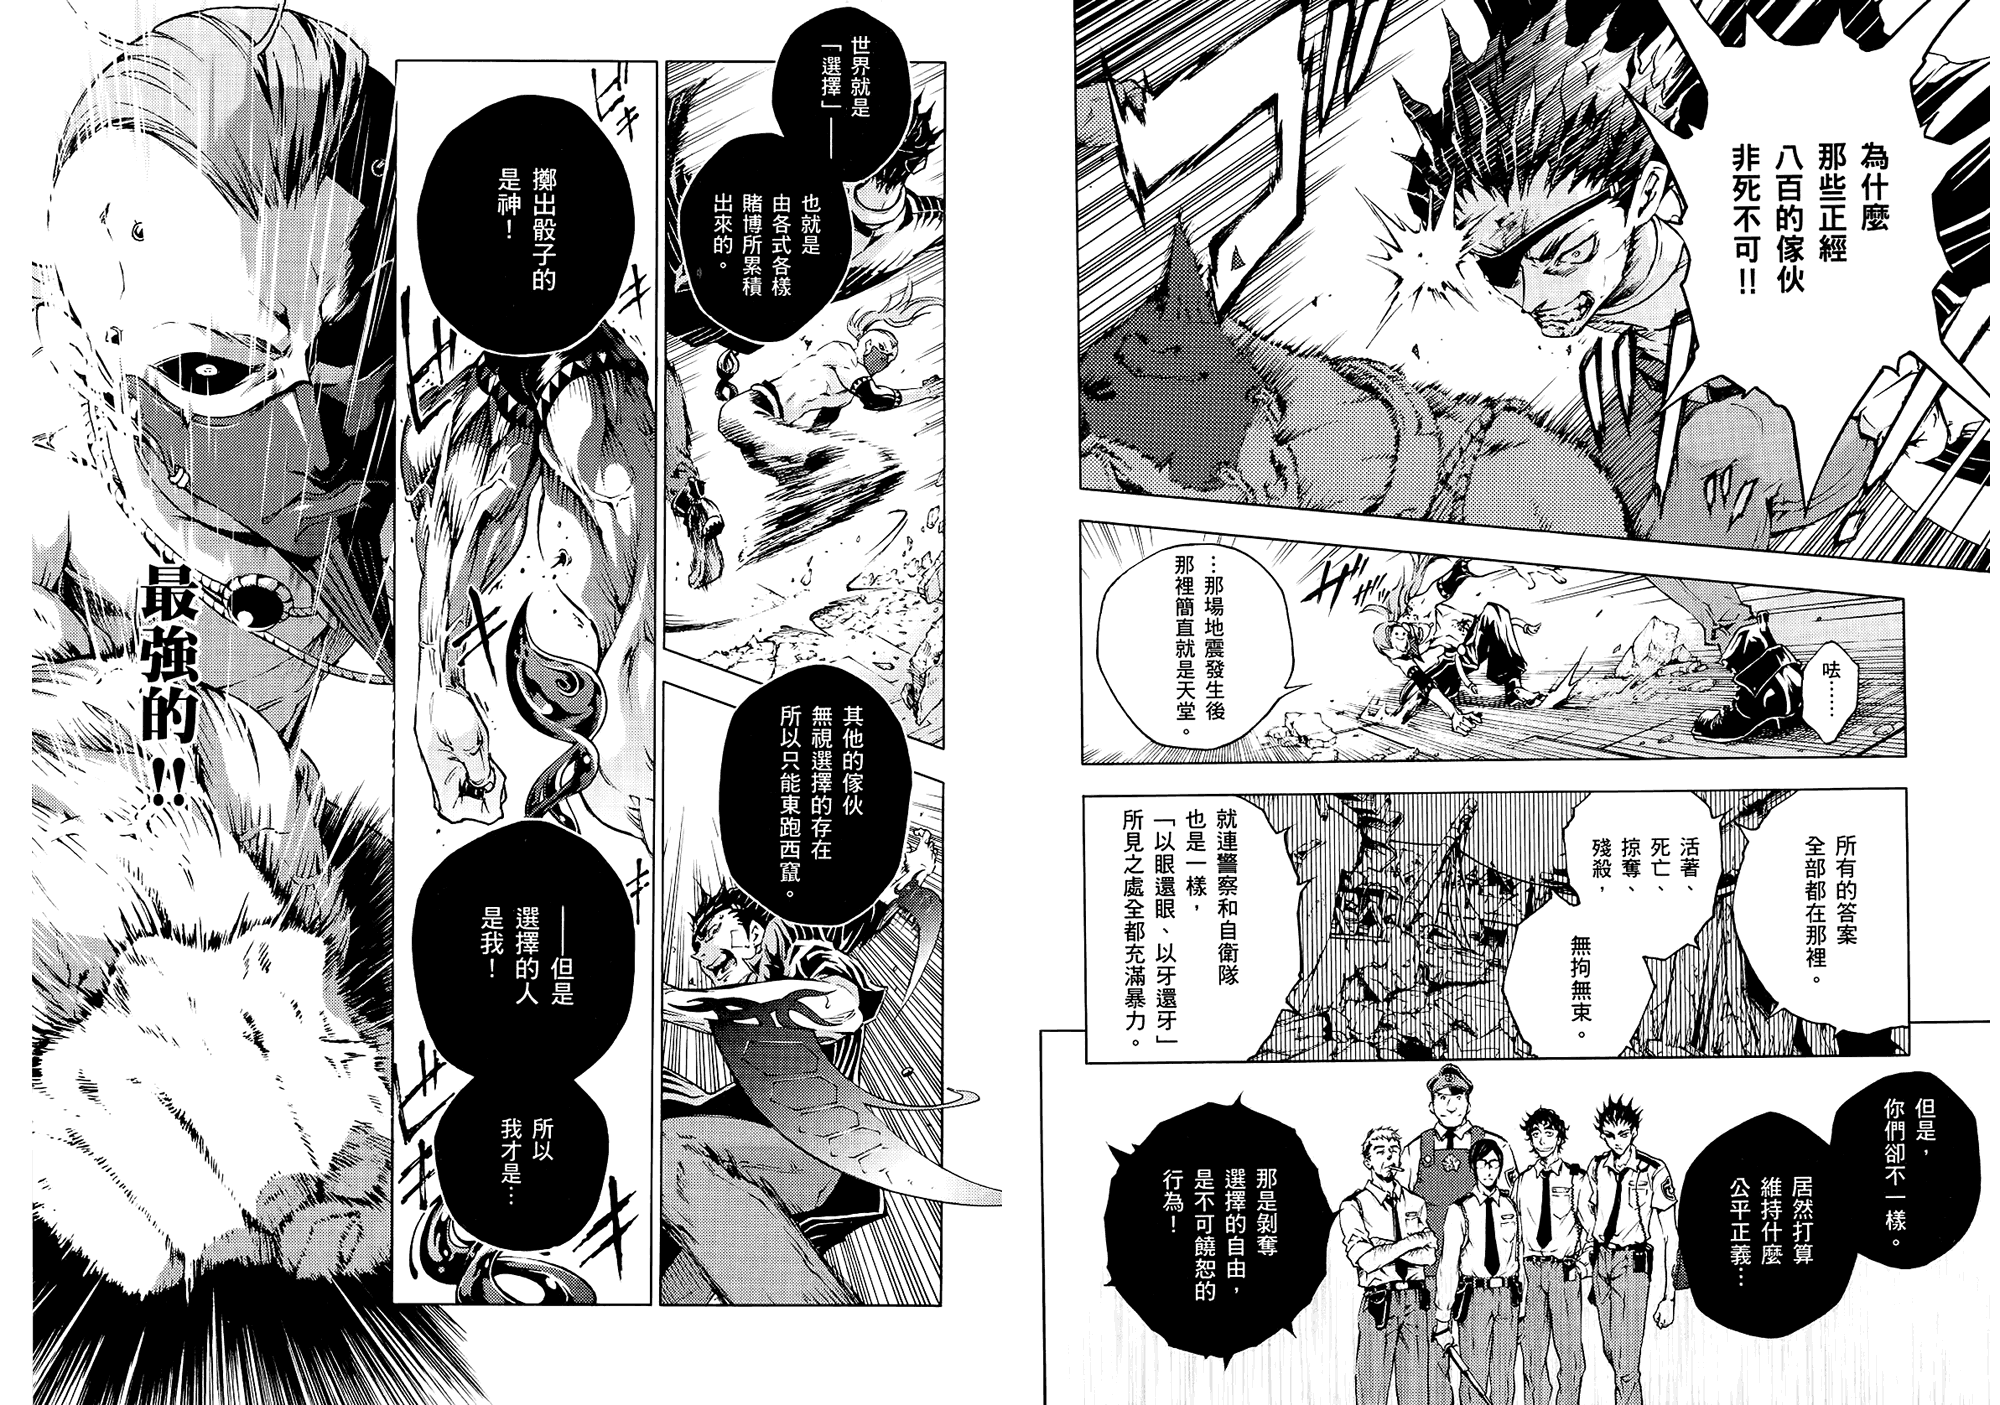 為什麼
那些正經
八百的傢伙
非死不可!!
呿……
…那場地震發生後
那裡簡直就是天堂。
所有的答案
全部都在那裡。
活著、
死亡、
掠奪、
殘殺，
無拘無束。
就連警察和自衛隊
也是一樣，
「以眼還眼、以牙還牙」
所見之處全都充滿暴力。
但是，
你們卻不一樣。
居然打算
維持什麼
公平正義…
那是剝奪
選擇的自由，
是不可饒恕的
行為！
世界就是
「選擇」——
也就是
由各式各樣
賭博所累積
出來的。
其他的傢伙
無視選擇的存在
所以只能東跑西竄。
擲出骰子的
是神！
——但是
選擇的人
是我！
所以
我才是…
最強的!!